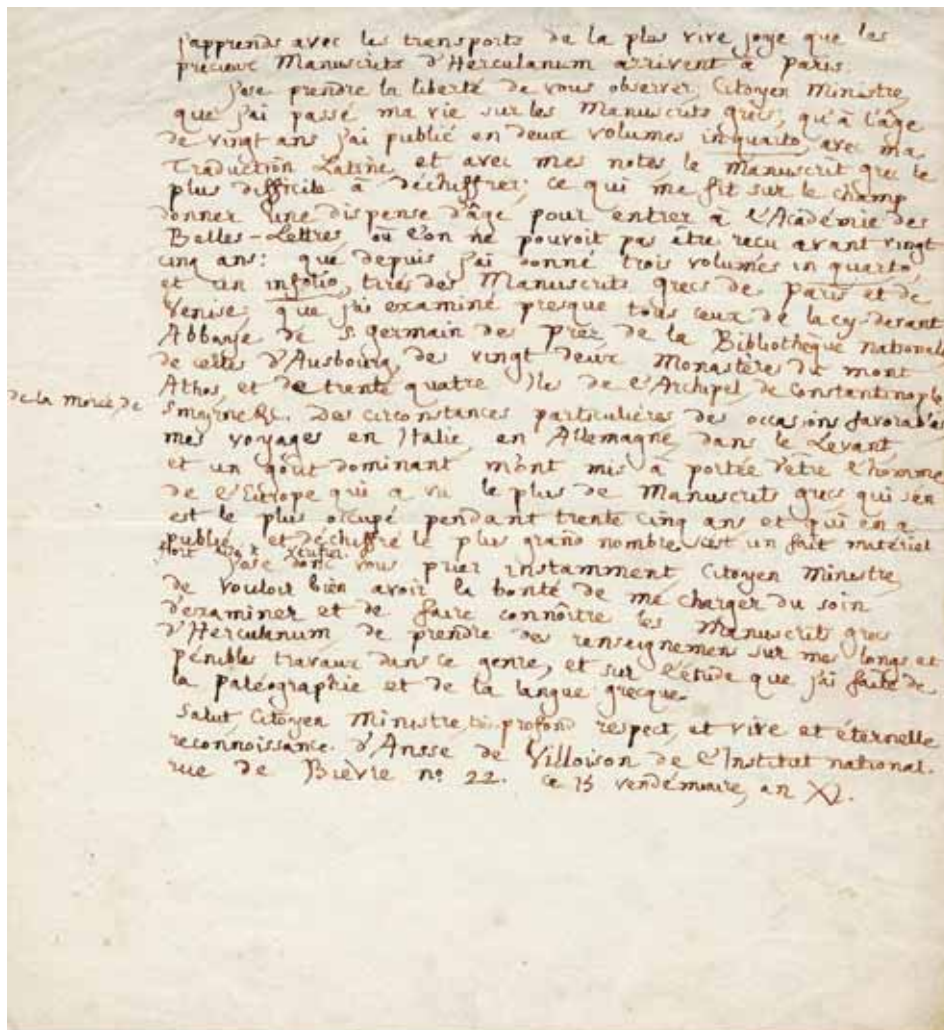 j'apprends avec les transports de la plus vive joye que les
précieux Manuscrits d'Herculanum arrivent à Paris.
J'ose prendre la liberté de vous observer, Citoyen Ministre,
que j'ai passé ma vie sur les Manuscrits grecs, qu'à l'âge
de vingt ans j'ai publié en deux volumes in quarto, avec ma
Traduction Latine, et avec mes notes, le Manuscrit grec le
plus difficile à déchiffrer; ce qui me fit sur le champ
donner une dispense d'âge pour entrer à l'Académie des
Belles-Lettres, où l'on ne pouvoit pas être reçu avant vingt
cinq ans: que depuis j'ai donné trois volumes in quarto,
et un infolio, tirés des Manuscrits grecs de Paris et de
Venise, que j'ai examiné presque tous ceux de la cy-devant
Abbaye de S. Germain des Prez, de la Bibliothèque Nationale
de celles d'Ausbourg, de vingt deux Monastères du mont
Athos, et de trente quatre Iles de l'Archipel, de Constantinople
de la Morée de
Smyrne &c. Des circonstances particulières des occasions favorables
mes voyages en Italie, en Allemagne, dans le Levant,
et un goût dominant m'ont mis à portée d'être l'homme
de l'Europe qui a vu le plus de Manuscrits grecs qui s'en
est le plus occupé pendant trente cinq ans et qui en a
publié et déchiffré le plus grand nombre. c'est un fait matériel
J'ose donc vous prier instamment, Citoyen Ministre,
de vouloir bien avoir la bonté de me charger du soin
d'examiner et de faire connoître les Manuscrits grecs
d'Herculanum, de prendre des renseignemen sur mes longs et
pénibles travaux dans ce genre, et sur l'étude que j'ai faite de
la paléographie et de la langue grecque.
Salut Citoyen Ministre, très profond respect, et vive et éternelle
reconnoissance. d'Ansse de Villoison de l'Institut national.
rue de Bièvre n° 22. ce 15 vendémiaire, an XI.